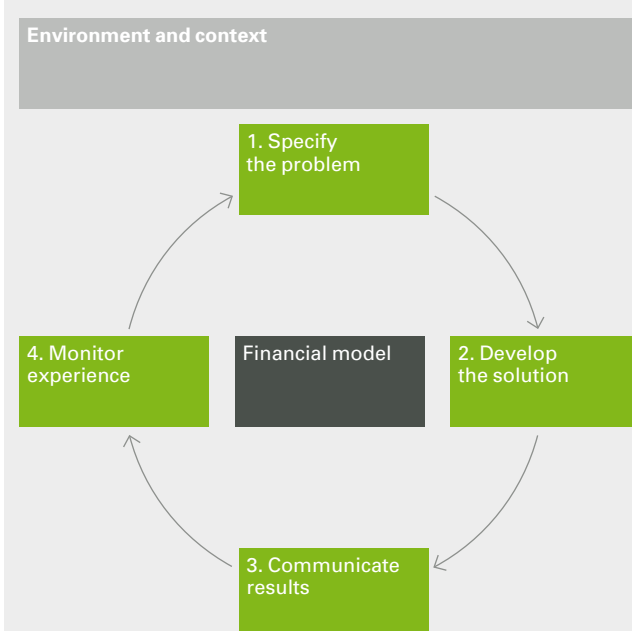 Environment and context
1. Specify
the problem
4. Monitor
experience
Financial model
2. Develop
the solution
3. Communicate
results